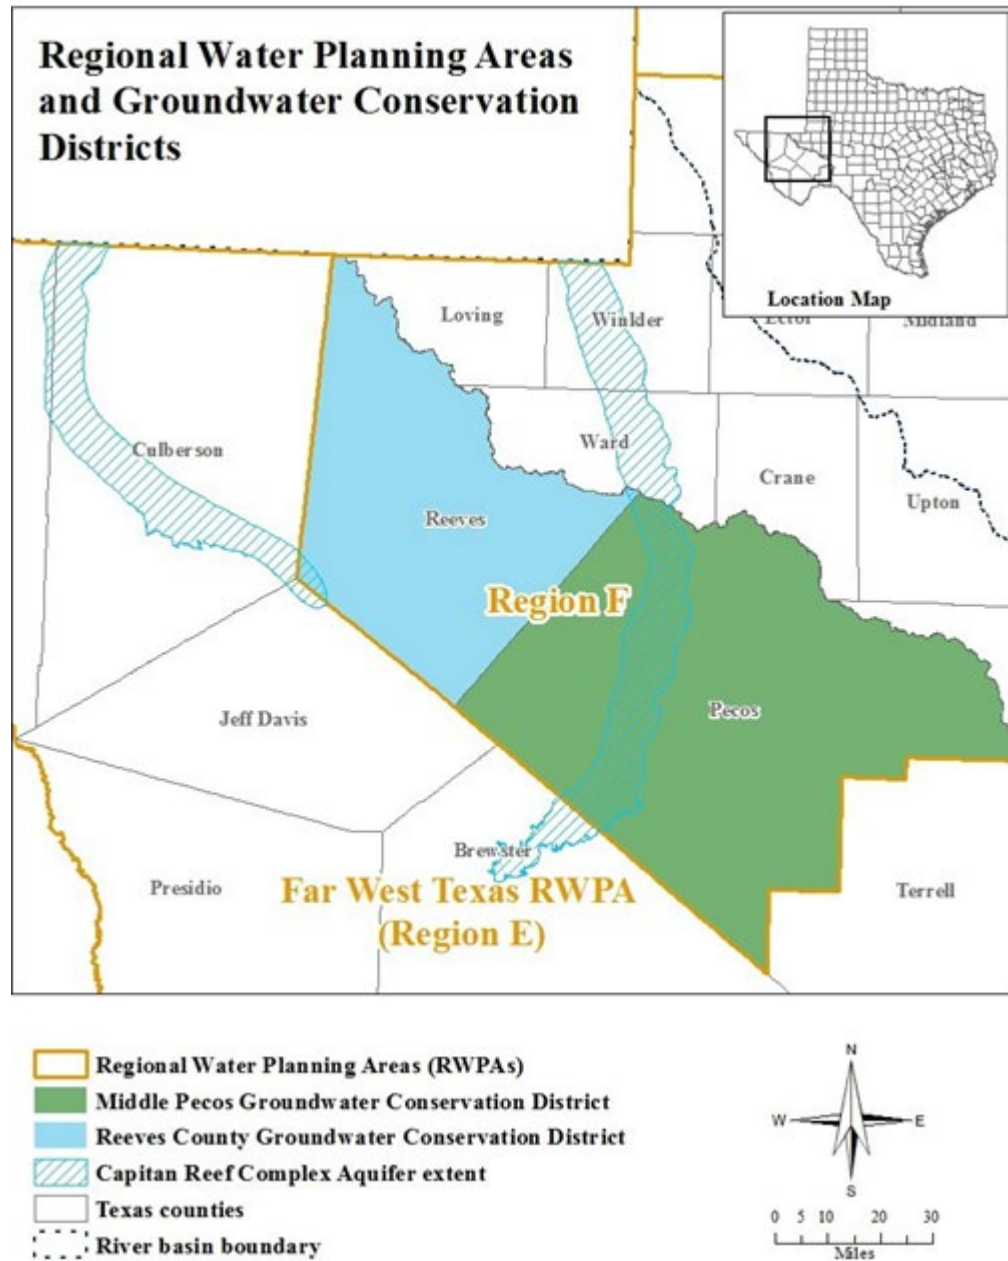 Regional Water Planning Areas
and Groundwater Conservation
Districts
Location Map
Loving
Winkler
Ector
Midland
Culberson
Ward
Crane
Upton
Reeves
Region F
Jeff Davis
Pecos
Brewster
Presidio
Far West Texas RWPA
(Region E)
Terrell
Regional Water Planning Areas (RWPAs)
Middle Pecos Groundwater Conservation District
Reeves County Groundwater Conservation District
Capitan Reef Complex Aquifer extent
Texas counties
River basin boundary
N
W E
S
0 5 10 20 30
Miles